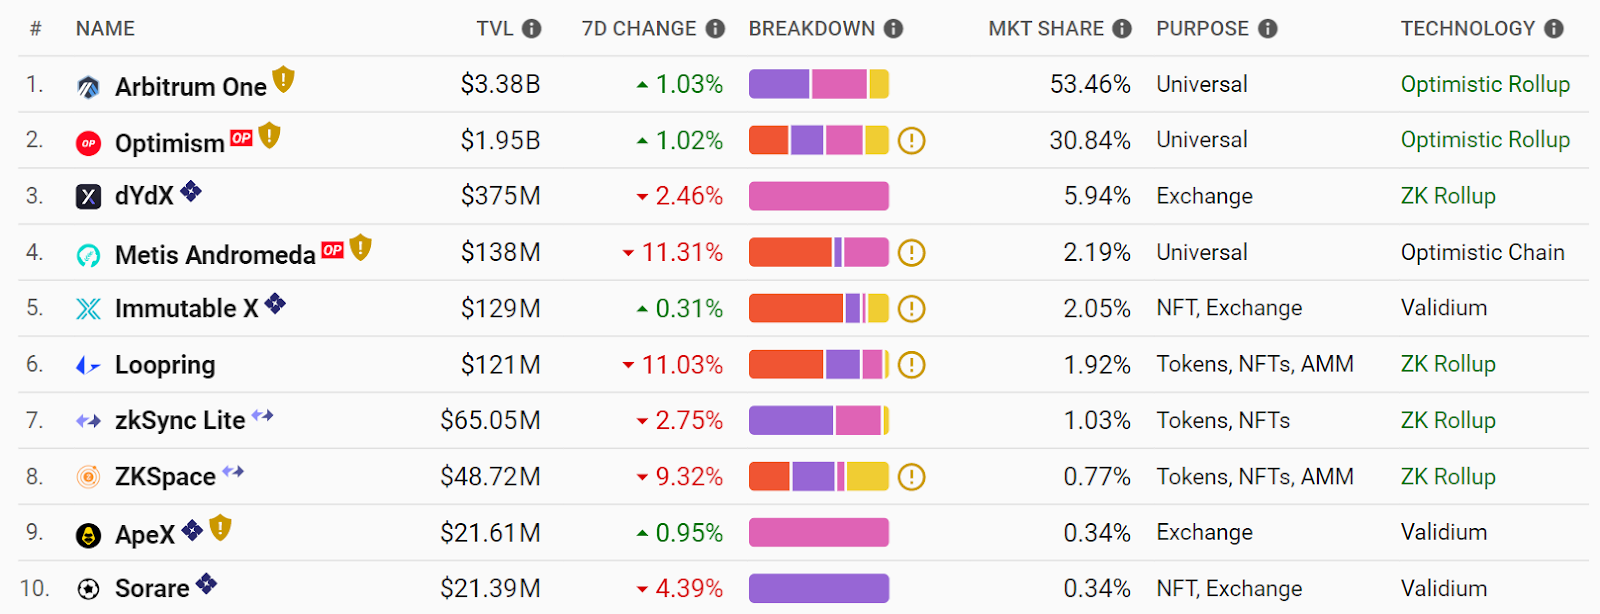 # NAME TVL 7D CHANGE BREAKDOWN MKT SHARE PURPOSE TECHNOLOGY
1. Arbitrum One $3.38B 1.03% 53.46% Universal Optimistic Rollup
2. OP Optimism OP $1.95B 1.02% 30.84% Universal Optimistic Rollup
3. dYdX $375M 2.46% 5.94% Exchange ZK Rollup
4. Metis Andromeda OP $138M 11.31% 2.19% Universal Optimistic Chain
5. Immutable X $129M 0.31% 2.05% NFT, Exchange Validium
6. Loopring $121M 11.03% 1.92% Tokens, NFTs, AMM ZK Rollup
7. zkSync Lite $65.05M 2.75% 1.03% Tokens, NFTs ZK Rollup
8. ZKSpace $48.72M 9.32% 0.77% Tokens, NFTs, AMM ZK Rollup
9. ApeX $21.61M 0.95% 0.34% Exchange Validium
10. Sorare $21.39M 4.39% 0.34% NFT, Exchange Validium